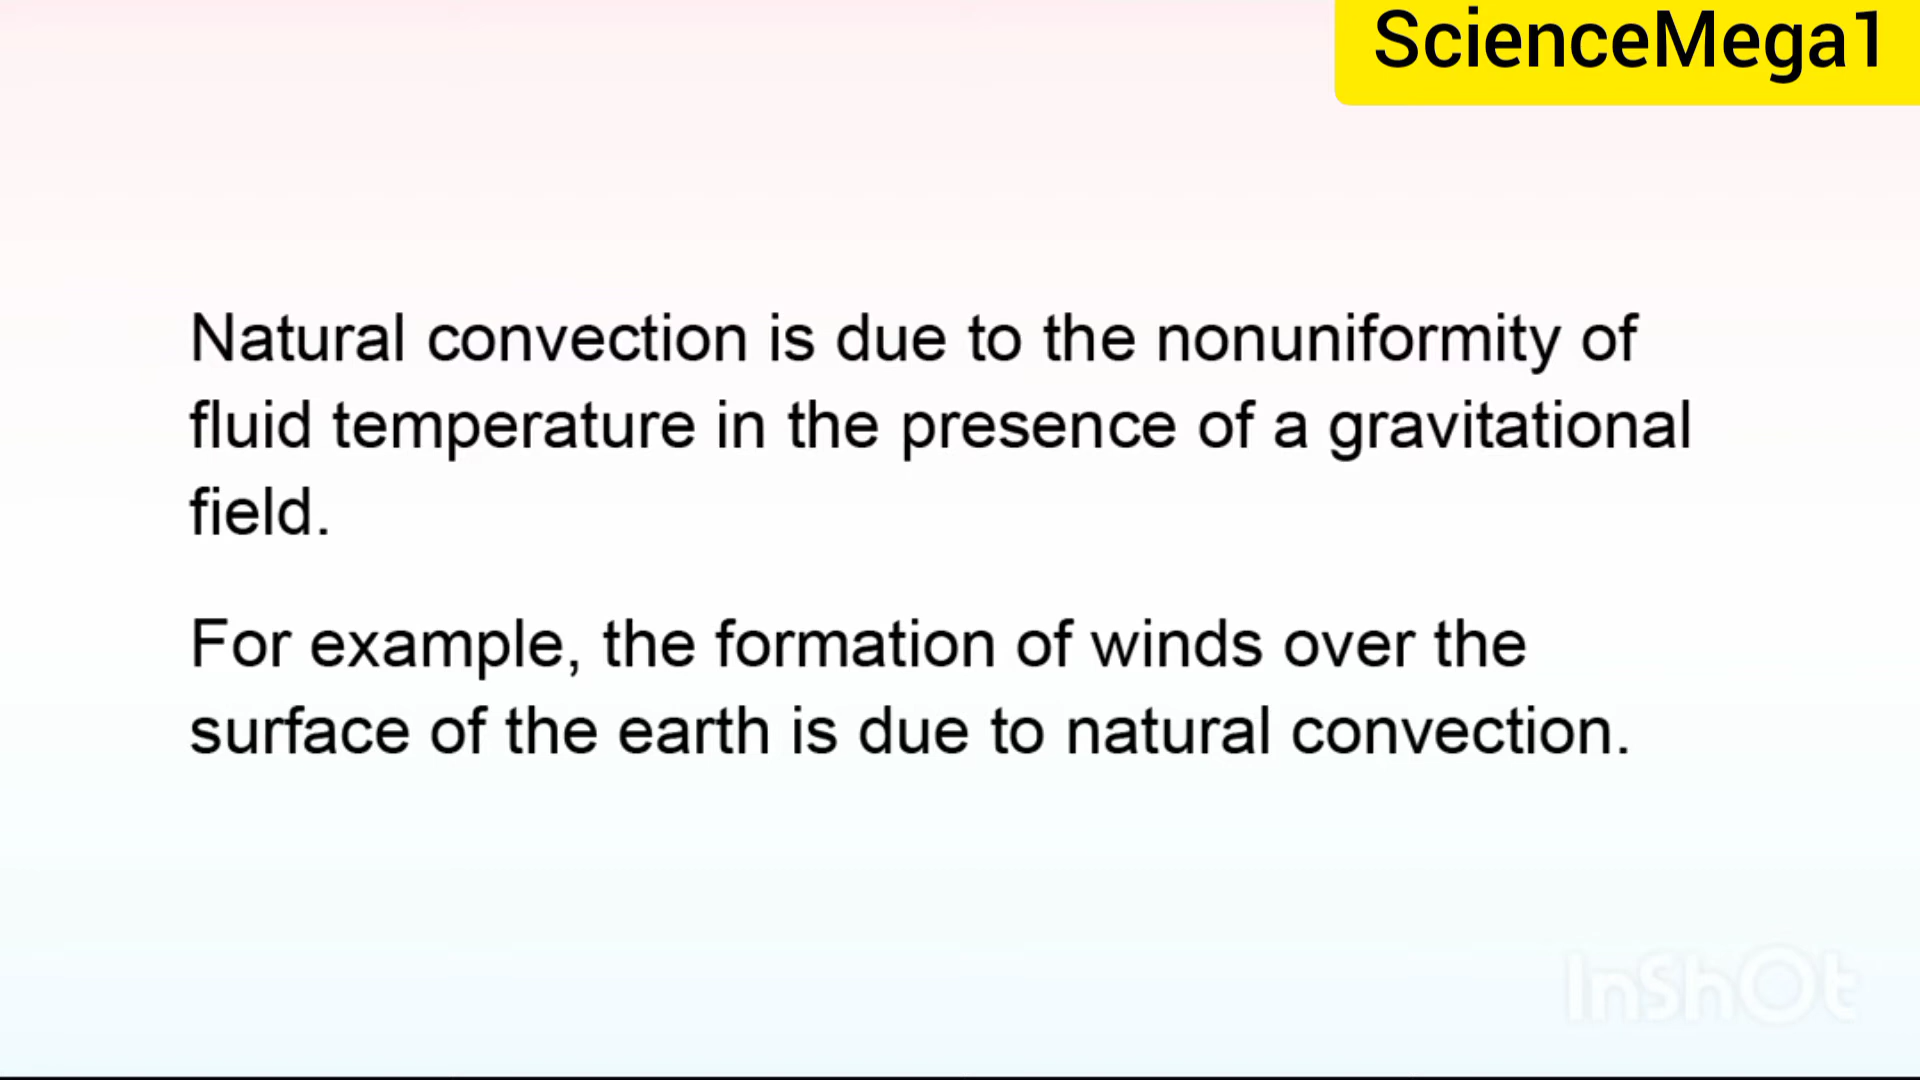 ScienceMega1
Natural convection is due to the nonuniformity of
fluid temperature in the presence of a gravitational
field.
For example, the formation of winds over the
surface of the earth is due to natural convection.
InShOt